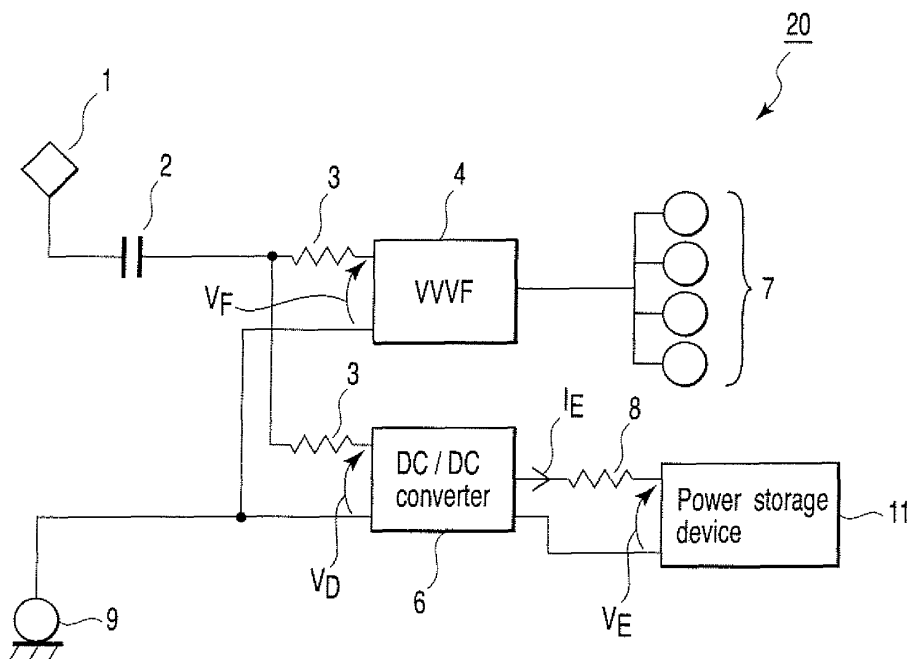 20
1
2
3
4
VVVF
VF
7
3
IE
8
DC / DC
converter
Power storage
device
11
VD
6
VE
9